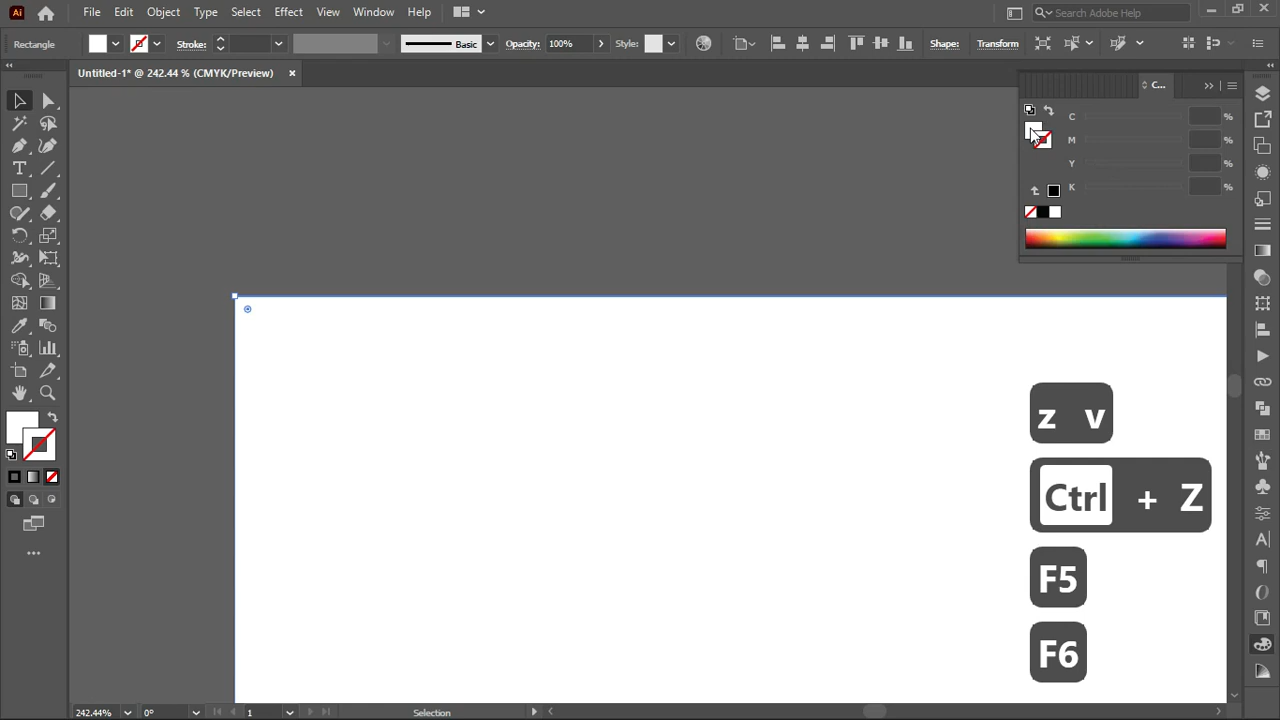 Ai File Edit Object Type Select Effect View Window Help Search Adobe Help
Rectangle Stroke: Basic Opacity: 100% Style: Shape: Transform
Untitled-1* @ 242.44 % (CMYK/Preview) ×
C...
C %
M %
Y %
K %
z v
Ctrl + Z
F5
F6
242.44% 0° 1 Selection